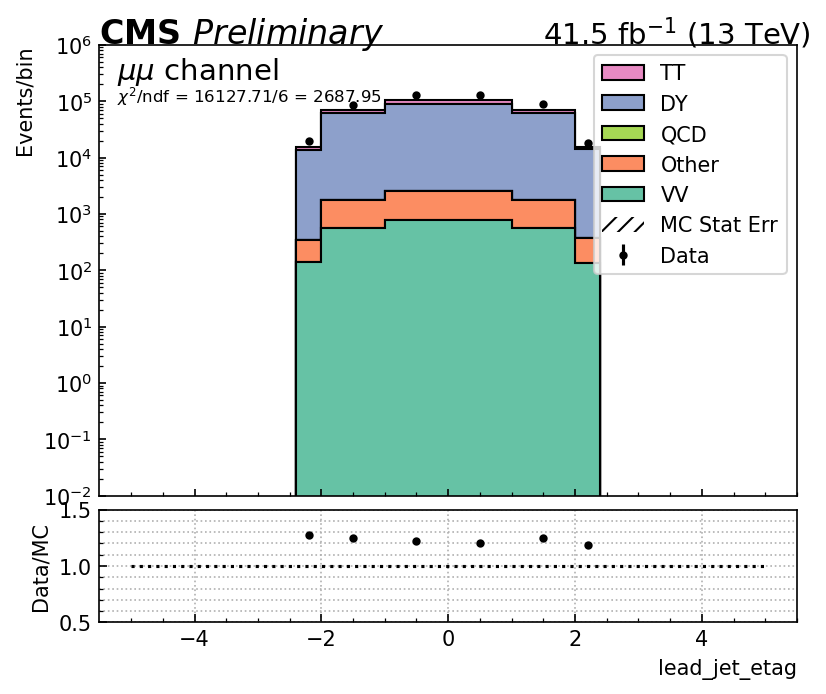 CMS Preliminary 41.5 fb⁻¹ (13 TeV)
μμ channel
χ²/ndf = 16127.71/6 = 2687.95
Events/bin
10⁶
10⁵
10⁴
10³
10²
10¹
10⁰
10⁻¹
10⁻²
TT
DY
QCD
Other
VV
MC Stat Err
Data
Data/MC
1.5
1.0
0.5
−4 −2 0 2 4
lead_jet_etag